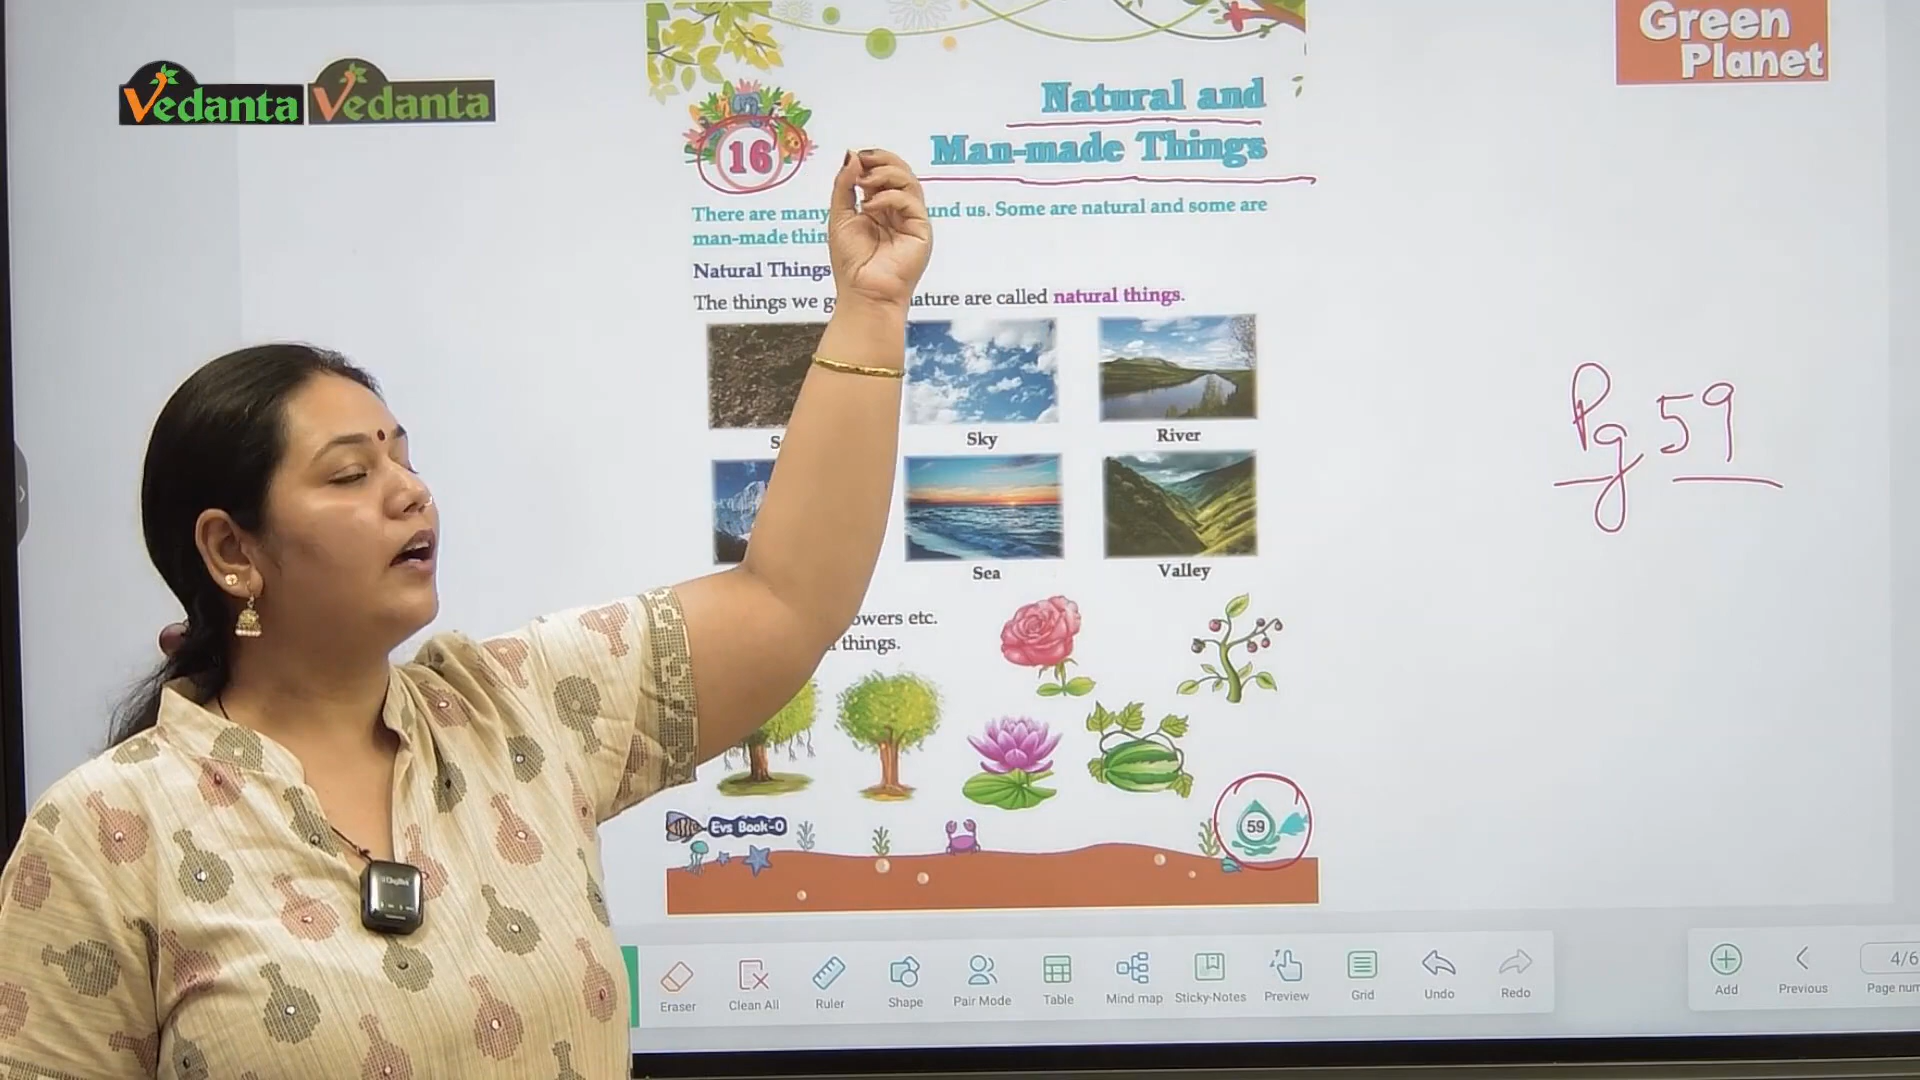 Vedanta Vedanta
Green
Planet
Natural and
Man-made Things
16
There are many und us. Some are natural and some are
man-made thin
Natural Things
The things we g ature are called natural things.
S
Sky
River
Sea
Valley
owers etc.
things.
Pg 59
Evs Book-0
59
Eraser
Clean All
Ruler
Shape
Pair Mode
Table
Mind map
Sticky-Notes
Preview
Grid
Undo
Redo
Add
Previous
4/6
Page num